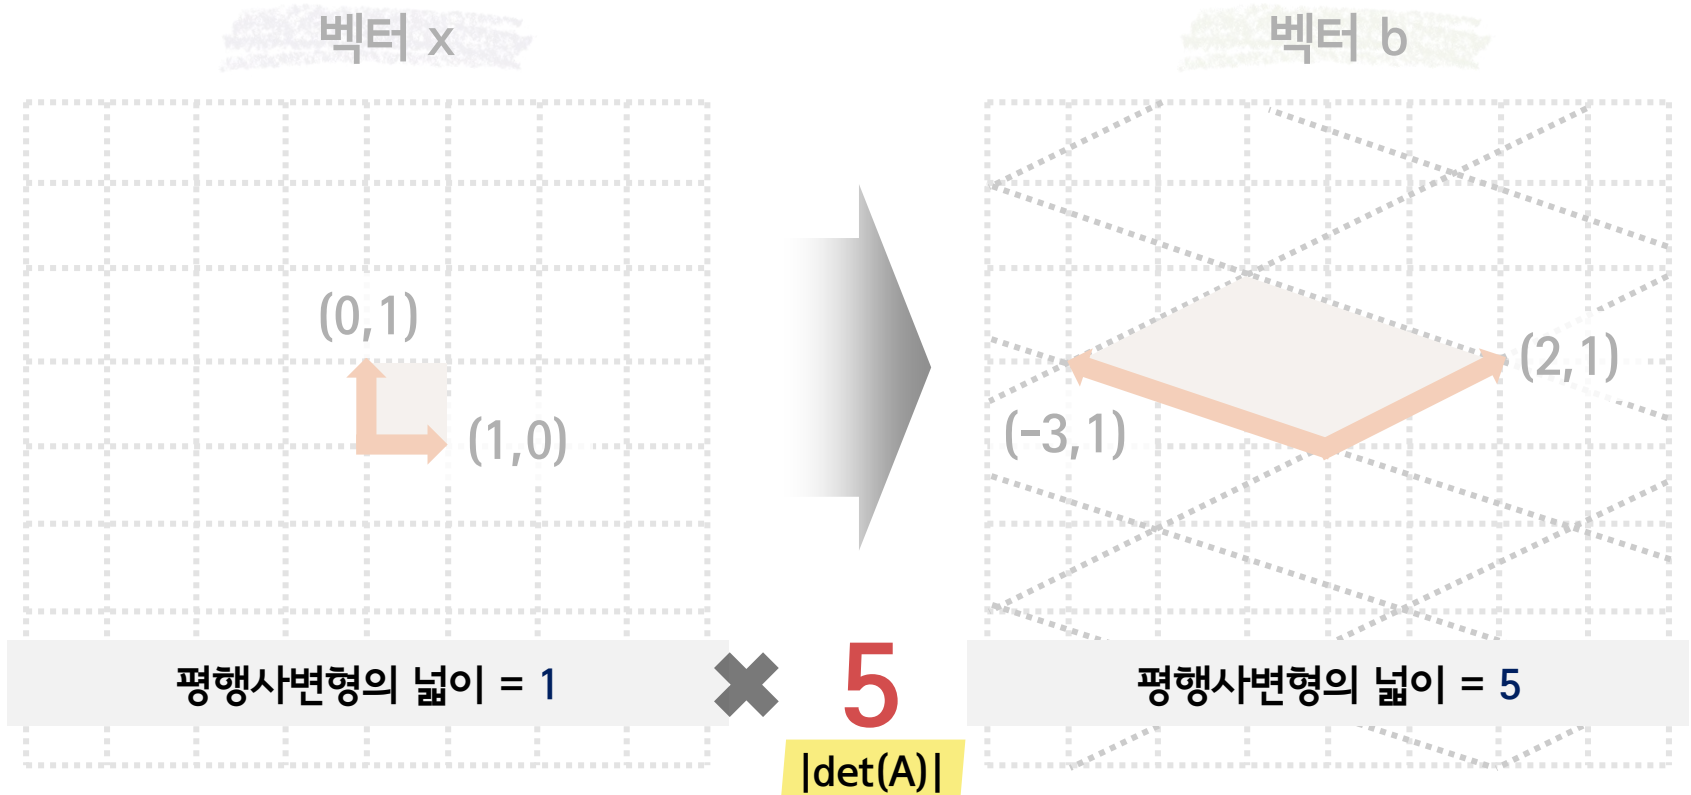 벡터 x
벡터 b
(0,1)
(1,0)
(2,1)
(-3,1)
평행사변형의 넓이 = 1
✖ 5
평행사변형의 넓이 = 5
|det(A)|